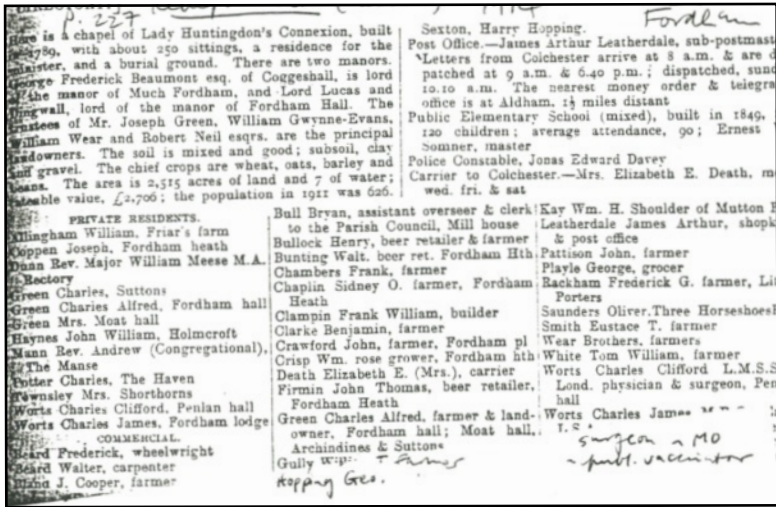 p. 227
1914
Fordham
Here is a chapel of Lady Huntingdon's Connexion, built
in 1789, with about 250 sittings, a residence for the
minister, and a burial ground. There are two manors.
George Frederick Beaumont esq. of Coggeshall, is lord
of the manor of Much Fordham, and Lord Lucas and
Dingwall, lord of the manor of Fordham Hall. The
trustees of Mr. Joseph Green, William Gwynne-Evans,
William Wear and Robert Neil esqrs. are the principal
landowners. The soil is mixed and good; subsoil, clay
and gravel. The chief crops are wheat, oats, barley and
beans. The area is 2,515 acres of land and 7 of water;
rateable value, £2,706; the population in 1911 was 626.
Sexton, Harry Hopping.
Post Office.—James Arthur Leatherdale, sub-postmast
Letters from Colchester arrive at 8 a.m. & are d
patched at 9 a.m. & 6.40 p.m.; dispatched, sund
10.10 a.m. The nearest money order & telegra
office is at Aldham, 1½ miles distant
Public Elementary School (mixed), built in 1849,
120 children; average attendance, 90; Ernest
Somner, master
Police Constable, Jonas Edward Davey
Carrier to Colchester.—Mrs. Elizabeth E. Death, m
wed. fri. & sat
PRIVATE RESIDENTS.
Allingham William, Friar's farm
Coppen Joseph, Fordham heath
Dunn Rev. Major William Meese M.A.
Rectory
Green Charles, Suttons
Green Charles Alfred, Fordham hall
Green Mrs. Moat hall
Haynes John William, Holmcroft
Mann Rev. Andrew (Congregational),
The Manse
Potter Charles, The Haven
Townsley Mrs. Shorthorns
Worts Charles Clifford, Penlan hall
Worts Charles James, Fordham lodge
COMMERCIAL.
Beard Frederick, wheelwright
Beard Walter, carpenter
Bland J. Cooper, farmer
Bull Bryan, assistant overseer & clerk
to the Parish Council, Mill house
Bullock Henry, beer retailer & farmer
Bunting Walt. beer ret. Fordham Hth
Chambers Frank, farmer
Chaplin Sidney O. farmer, Fordham
Heath
Clampin Frank William, builder
Clarke Benjamin, farmer
Crawford John, farmer, Fordham pl
Crisp Wm. rose grower, Fordham hth
Death Elizabeth E. (Mrs.), carrier
Firmin John Thomas, beer retailer,
Fordham Heath
Green Charles Alfred, farmer & land-
owner, Fordham hall; Moat hall,
Archindines & Suttons
Gully farmer
Hopping Geo.
Kay Wm. H. Shoulder of Mutton P
Leatherdale James Arthur, shopk
& post office
Pattison John, farmer
Playle George, grocer
Rackham Frederick G. farmer, Lit
Porters
Saunders Oliver, Three Horseshoes
Smith Eustace T. farmer
Wear Brothers, farmers
White Tom William, farmer
Worts Charles Clifford L.M.S.S
Lond. physician & surgeon, Pen
hall
Worts Charles James
surgeon MO
publ. vaccinator